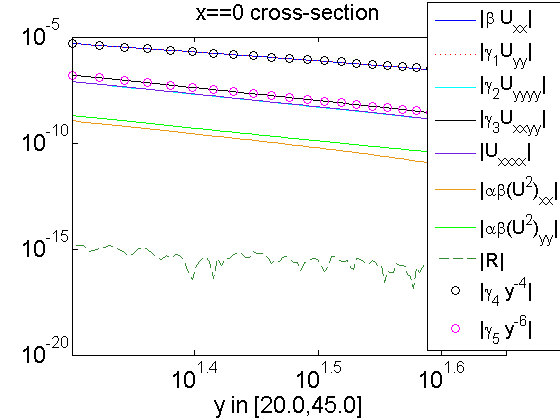 x==0 cross-section
10^-5
10^-10
10^-15
10^-20
10^1.4
10^1.5
10^1.6
y in [20.0,45.0]
|β U_xx|
|γ_1 U_yy|
|γ_2 U_yyyy|
|γ_3 U_xxyy|
|U_xxxx|
|αβ(U^2)_xx|
|αβ(U^2)_yy|
|R|
|γ_4 y^-4|
|γ_5 y^-6|